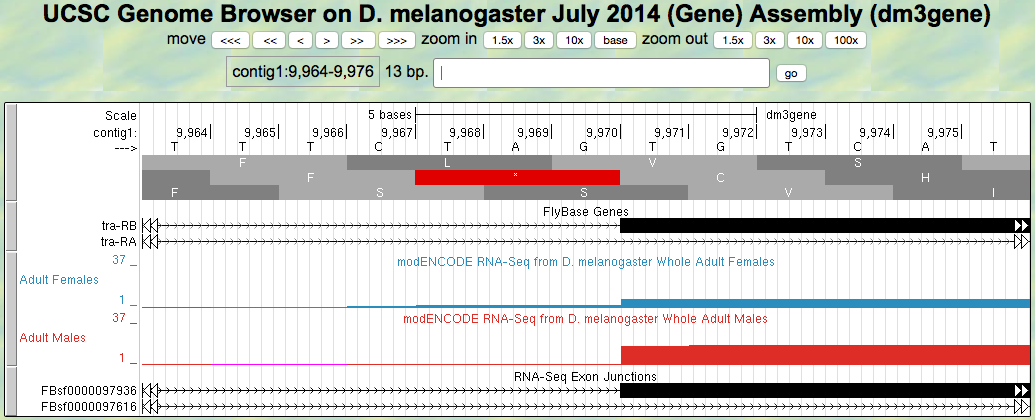 UCSC Genome Browser on D. melanogaster July 2014 (Gene) Assembly (dm3gene)
move <<< << < > >> >>> zoom in 1.5x 3x 10x base zoom out 1.5x 3x 10x 100x
contig1:9,964-9,976 13 bp. go
Scale 5 bases dm3gene
contig1: 9,964 9,965 9,966 9,967 9,968 9,969 9,970 9,971 9,972 9,973 9,974 9,975
---> T T T C T A G T G T C A T
F L V S
F * C H
F S S V I
FlyBase Genes
tra-RB
tra-RA
modENCODE RNA-Seq from D. melanogaster Whole Adult Females
37 _
Adult Females
1 _
modENCODE RNA-Seq from D. melanogaster Whole Adult Males
37 _
Adult Males
1 _
RNA-Seq Exon Junctions
FBsf0000097936
FBsf0000097616